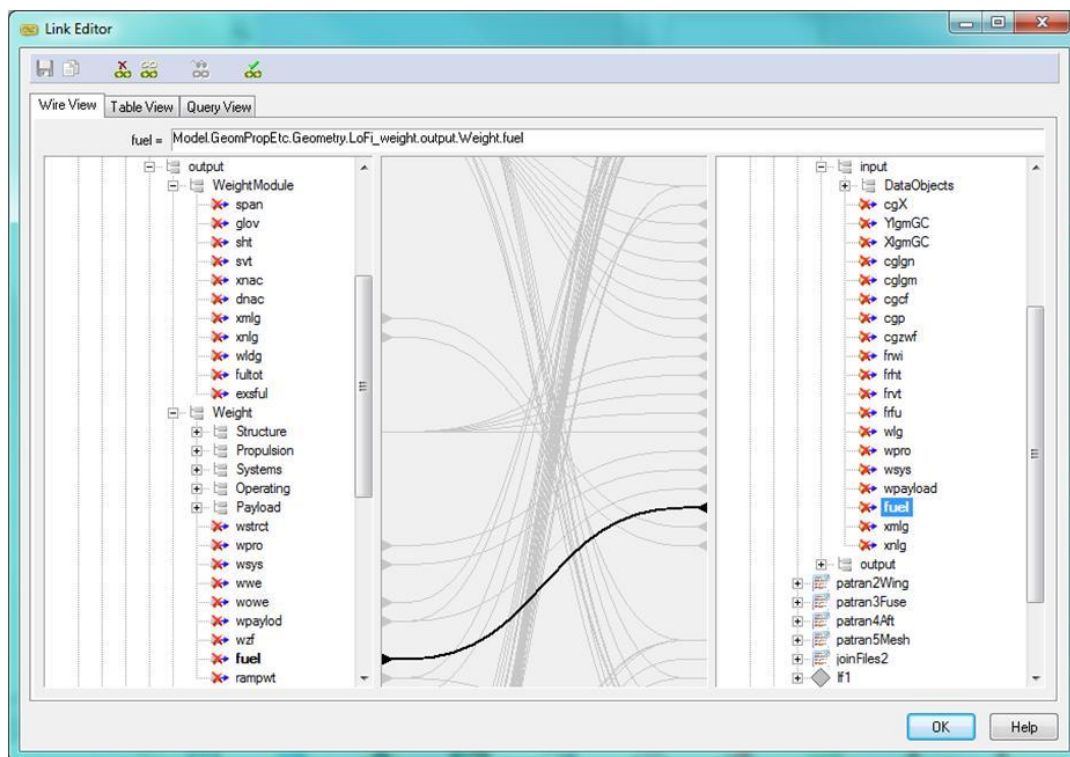 Link Editor
Wire View Table View Query View
fuel = Model.GeomPropEtc.Geometry.LoFi_weight.output.Weight.fuel
output
WeightModule
span
glov
sht
svt
xnac
dnac
xmlg
xnlg
wldg
fultot
exsful
Weight
Structure
Propulsion
Systems
Operating
Payload
wstrct
wpro
wsys
wwe
wowe
wpaylod
wzf
fuel
rampwt
input
DataObjects
cgX
YlgmGC
XlgmGC
cglgn
cglgm
cgcf
cgp
cgzwf
frwi
frht
frvt
frfu
wlg
wpro
wsys
wpayload
fuel
xmlg
xnlg
output
patran2Wing
patran3Fuse
patran4Aft
patran5Mesh
joinFiles2
If1
OK Help